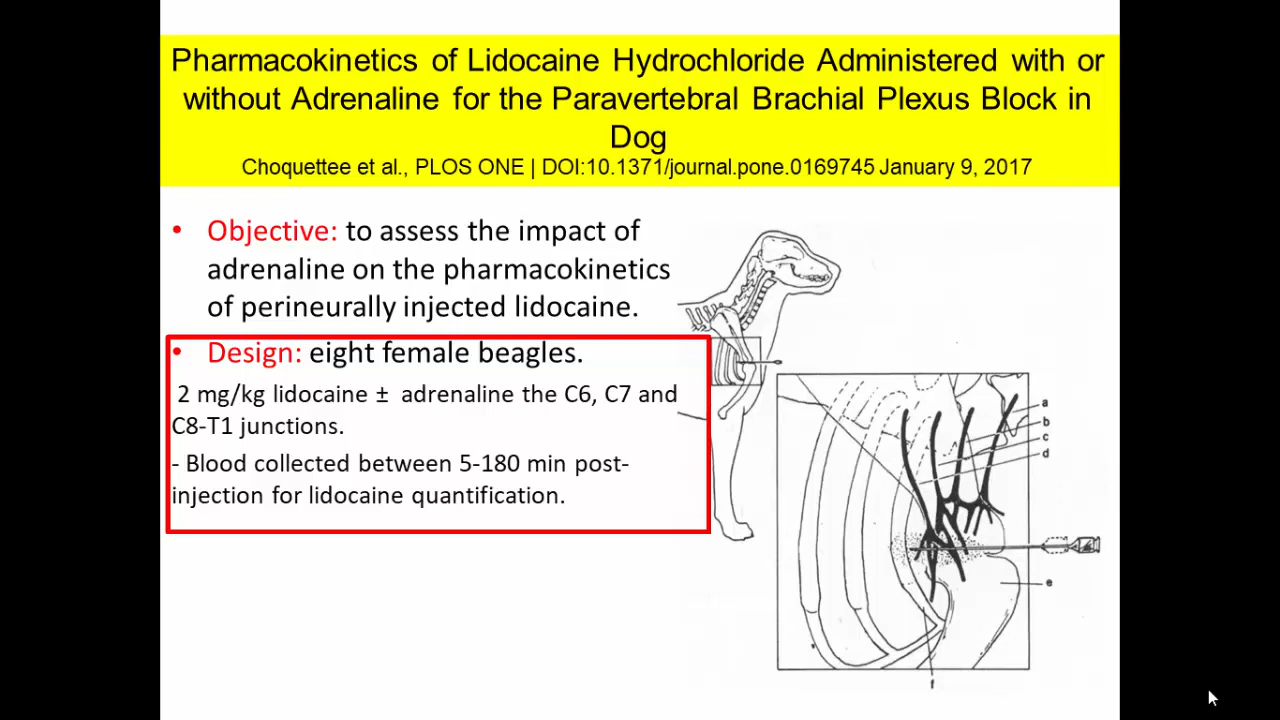 Pharmacokinetics of Lidocaine Hydrochloride Administered with or
without Adrenaline for the Paravertebral Brachial Plexus Block in
Dog
Choquettee et al., PLOS ONE | DOI:10.1371/journal.pone.0169745 January 9, 2017
• Objective: to assess the impact of
adrenaline on the pharmacokinetics
of perineurally injected lidocaine.
• Design: eight female beagles.
2 mg/kg lidocaine ± adrenaline the C6, C7 and
C8-T1 junctions.
- Blood collected between 5-180 min post-
injection for lidocaine quantification.
a
b
c
d
e
f